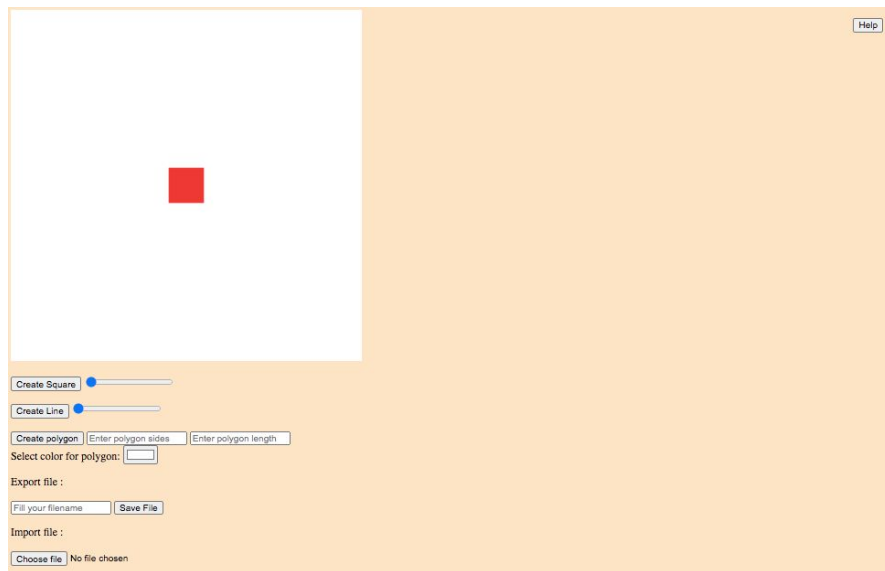 Help
Create Square
Create Line
Create polygon Enter polygon sides Enter polygon length
Select color for polygon:
Export file :
Fill your filename Save File
Import file :
Choose file No file chosen